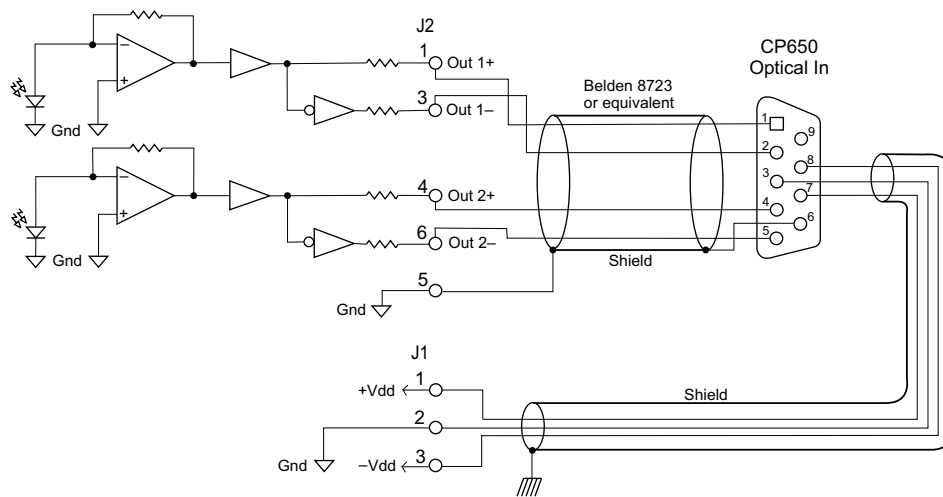 J2
1
Out 1+
3
Out 1–
−
+
Gnd
4
Out 2+
6
Out 2–
−
+
Gnd
5
Gnd
Belden 8723
or equivalent
Shield
CP650
Optical In
1
9
2
8
3
7
4
6
5
J1
1
+Vdd
2
Gnd
3
–Vdd
Shield